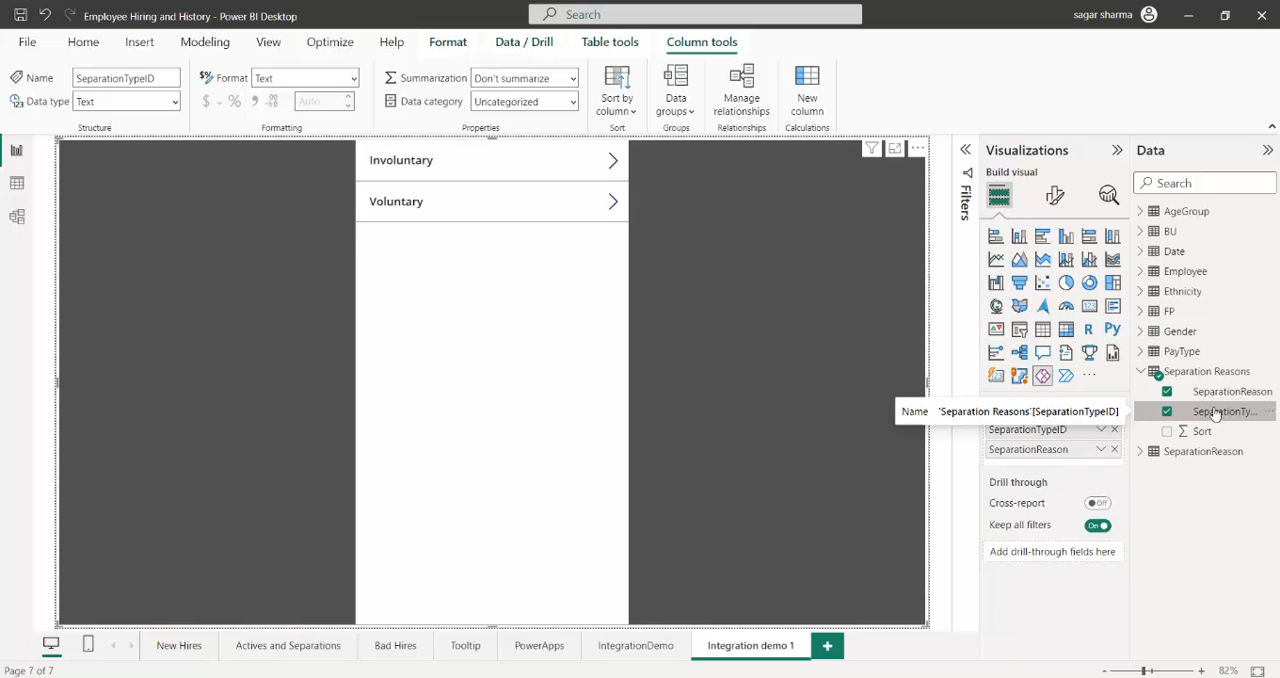 Employee Hiring and History - Power BI Desktop
Search
sagar sharma
File Home Insert Modeling View Optimize Help Format Data / Drill Table tools Column tools
Name SeparationTypeID
Data type Text
Structure
Format Text
$ % Auto
Formatting
Summarization Don't summarize
Data category Uncategorized
Properties
Sort by column
Sort
Data groups
Groups
Manage relationships
Relationships
New column
Calculations
Involuntary
Voluntary
Filters
Visualizations
Build visual
R Py
123
SeparationTypeID
SeparationReason
Drill through
Cross-report Off
Keep all filters On
Add drill-through fields here
Name 'Separation Reasons'[SeparationTypeID]
Data
Search
AgeGroup
BU
Date
Employee
Ethnicity
FP
Gender
PayType
Separation Reasons
SeparationReason
SeparationTy...
Σ Sort
SeparationReason
New Hires Actives and Separations Bad Hires Tooltip PowerApps IntegrationDemo Integration demo 1 +
Page 7 of 7
- + 82%